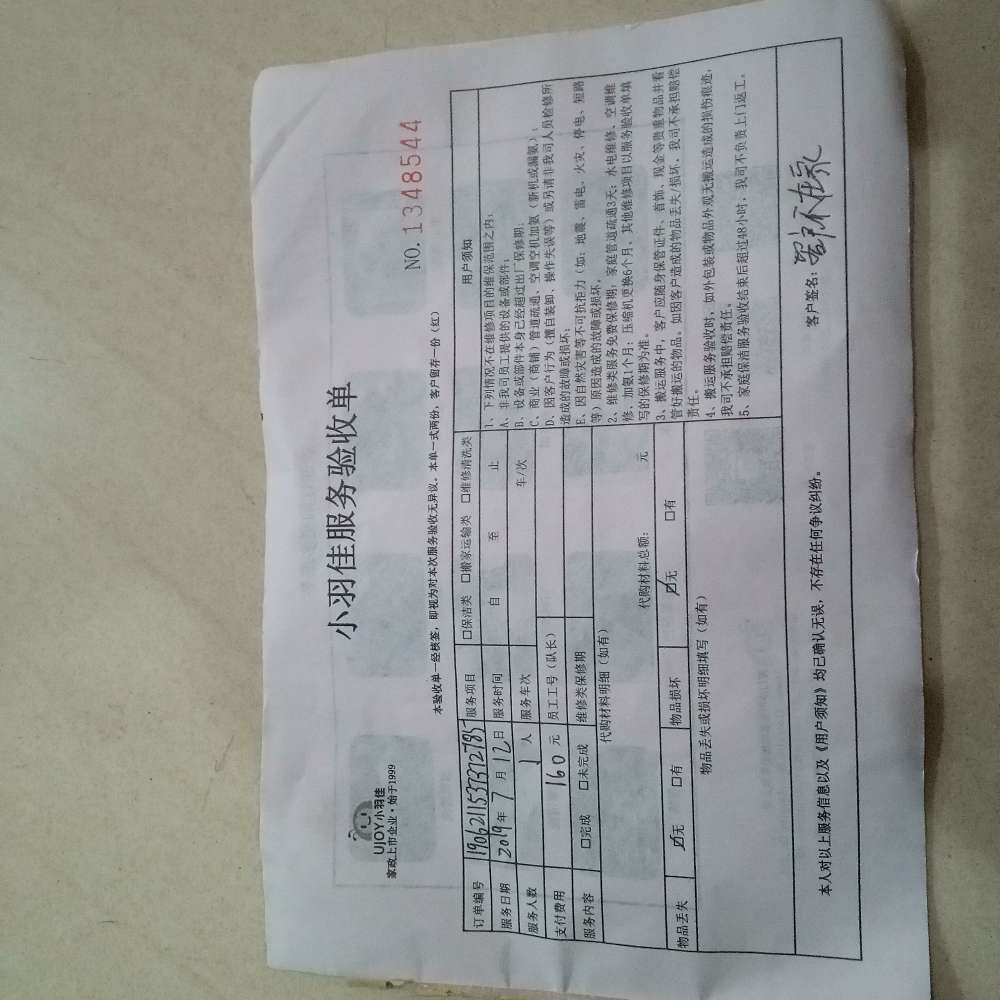 UJOY小羽佳
家政上市企业·始于1999
小羽佳服务验收单
NO. 1348544
本验收单一经核签，即视为对本次服务验收无异议。本单一式两份，客户留存一份（红）
订单编号 1906211537372785 服务项目 □保洁类 □搬家运输类 □维修清洗类
服务日期 2019年 7 月 12 日 服务时间 自 至 止
服务人数 1 人 服务车次 车/次
支付费用 160 元 员工工号（队长）
服务内容 □完成 □未完成 维修类保修期
代购材料明细（如有）
代购材料总额： 元
物品丢失 ☑无 □有 物品损坏 ☑无 □有
物品丢失或损坏明细填写（如有）
用户须知
1、下列情况不在维修项目的维保范围之内：
A、非我司员工提供的设备或部件；
B、设备或部件本身已经超过出厂保修期；
C、商业（商铺）管道疏通、空调空机加氨（新机或漏氨）；
D、因客户行为（擅自装卸、操作失误等）或另请非我司人员检修所
造成的故障或损坏；
E、因自然灾害等不可抗拒力（如：地震、雷电、火灾、停电、短路
等）原因造成的故障或损坏。
2、维修类服务免费保修期：家庭管道疏通3天；水电维修、空调维
修、加氨1个月；压缩机更换6个月，其他维修项目以服务验收单填
写的保修期为准。
3、搬运服务中，客户应随身保管证件、首饰、现金等贵重物品并看
管好搬运的物品。如因客户造成的物品丢失/损坏，我司不承担赔偿
责任。
4、搬运服务验收时，如外包装或物品外观无搬运造成的损伤痕迹，
我司不承担赔偿责任。
5、家庭保洁服务验收结束后超过48小时，我司不负责上门返工。
本人对以上服务信息以及《用户须知》均已确认无误，不存在任何争议纠纷。
客户签名： 客户不在家